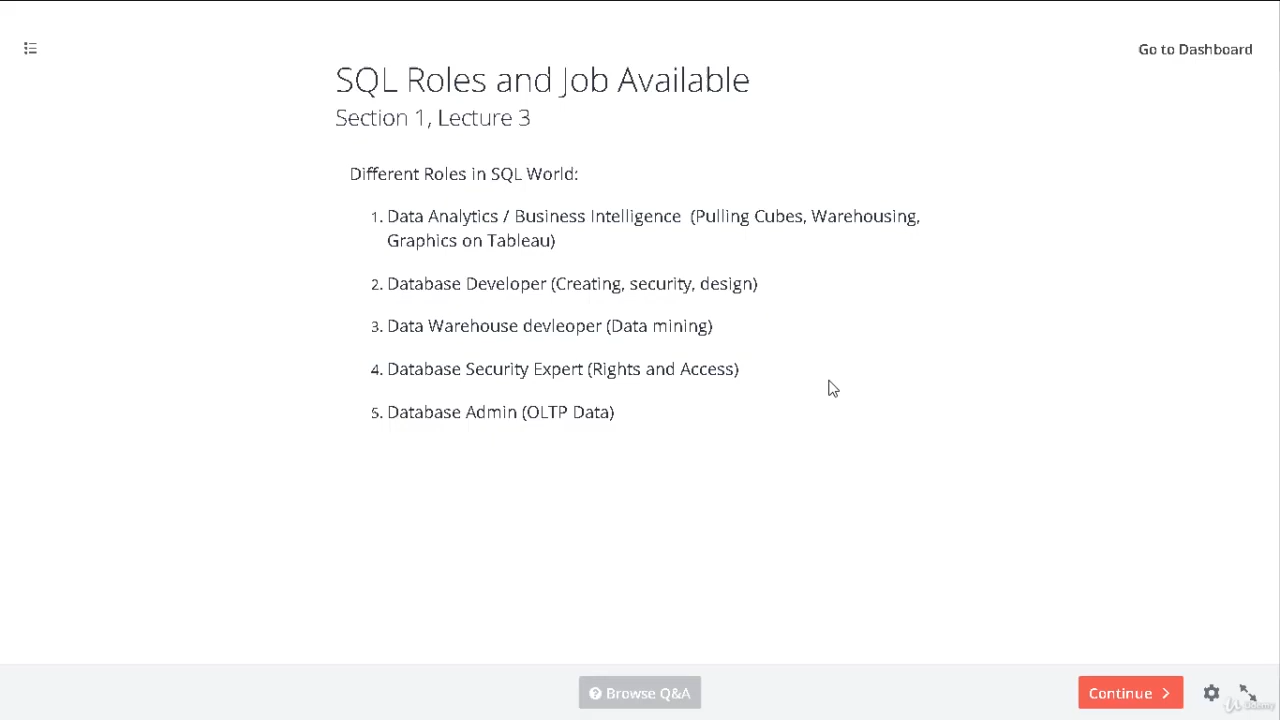 Go to Dashboard
SQL Roles and Job Available
Section 1, Lecture 3
Different Roles in SQL World:
1. Data Analytics / Business Intelligence (Pulling Cubes, Warehousing,
Graphics on Tableau)
2. Database Developer (Creating, security, design)
3. Data Warehouse devleoper (Data mining)
4. Database Security Expert (Rights and Access)
5. Database Admin (OLTP Data)
Browse Q&A
Continue
Udemy